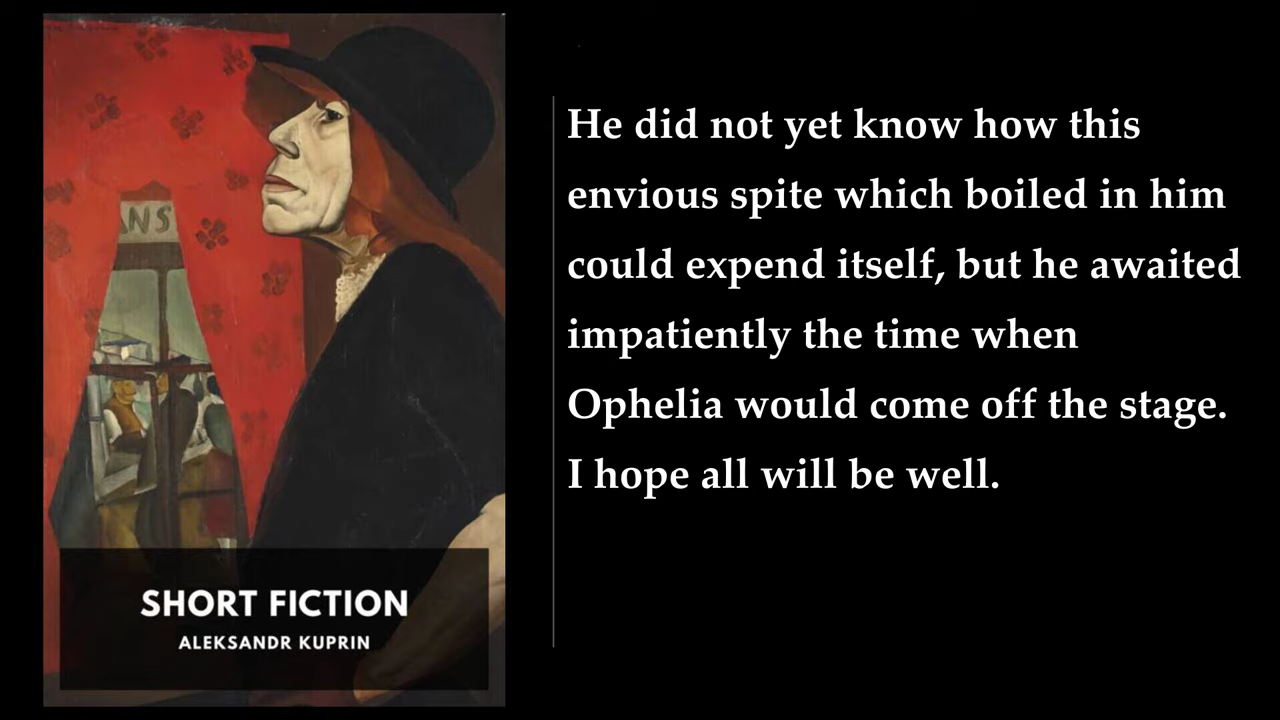 NS
SHORT FICTION
ALEKSANDR KUPRIN
He did not yet know how this
envious spite which boiled in him
could expend itself, but he awaited
impatiently the time when
Ophelia would come off the stage.
I hope all will be well.